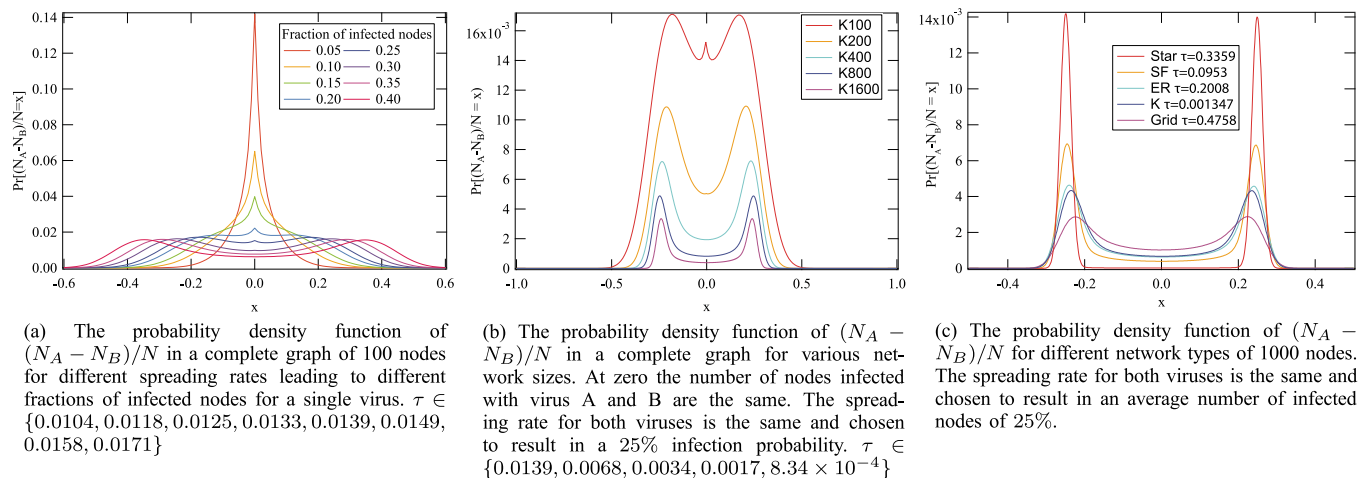 0.14
0.12
0.10
0.08
0.06
0.04
0.02
0.00
Pr[(N_A-N_B)/N=x]
Fraction of infected nodes
0.05 0.25
0.10 0.30
0.15 0.35
0.20 0.40
-0.6 -0.4 -0.2 0.0 0.2 0.4 0.6
x
(a) The probability density function of
(N_A − N_B)/N in a complete graph of 100 nodes
for different spreading rates leading to different
fractions of infected nodes for a single virus. τ ∈
{0.0104, 0.0118, 0.0125, 0.0133, 0.0139, 0.0149,
0.0158, 0.0171}
16×10⁻³
14
12
10
8
6
4
2
0
Pr[(N_A-N_B)/N = x)
K100
K200
K400
K800
K1600
-1.0 -0.5 0.0 0.5 1.0
x
(b) The probability density function of (N_A −
N_B)/N in a complete graph for various net-
work sizes. At zero the number of nodes infected
with virus A and B are the same. The spread-
ing rate for both viruses is the same and chosen
to result in a 25% infection probability. τ ∈
{0.0139, 0.0068, 0.0034, 0.0017, 8.34 × 10⁻⁴}
14×10⁻³
12
10
8
6
4
2
0
Pr[(N_A-N_B)/N = x]
Star τ=0.3359
SF τ=0.0953
ER τ=0.2008
K τ=0.001347
Grid τ=0.4758
-0.4 -0.2 0.0 0.2 0.4
x
(c) The probability density function of (N_A −
N_B)/N for different network types of 1000 nodes.
The spreading rate for both viruses is the same and
chosen to result in an average number of infected
nodes of 25%.